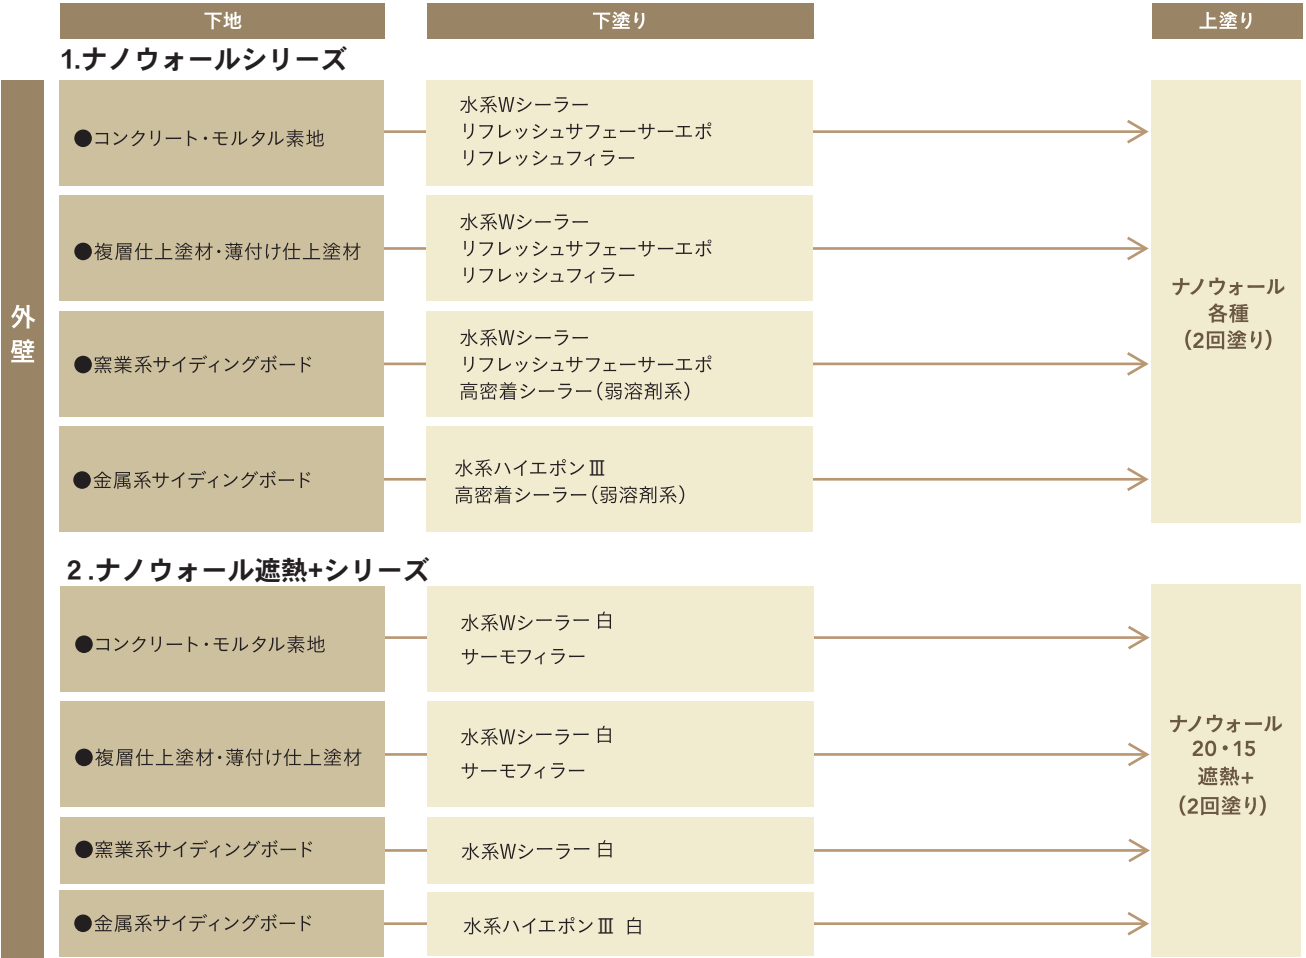 下地
下塗り
上塗り
1.ナノウォールシリーズ
外壁
●コンクリート・モルタル素地
水系Wシーラー
リフレッシュサフェーサーエポ
リフレッシュフィラー
●複層仕上塗材・薄付け仕上塗材
水系Wシーラー
リフレッシュサフェーサーエポ
リフレッシュフィラー
●窯業系サイディングボード
水系Wシーラー
リフレッシュサフェーサーエポ
高密着シーラー（弱溶剤系）
●金属系サイディングボード
水系ハイエポンⅢ
高密着シーラー（弱溶剤系）
ナノウォール
各種
（2回塗り）
2.ナノウォール遮熱+シリーズ
●コンクリート・モルタル素地
水系Wシーラー 白
サーモフィラー
●複層仕上塗材・薄付け仕上塗材
水系Wシーラー 白
サーモフィラー
●窯業系サイディングボード
水系Wシーラー 白
●金属系サイディングボード
水系ハイエポンⅢ 白
ナノウォール
20・15
遮熱+
（2回塗り）